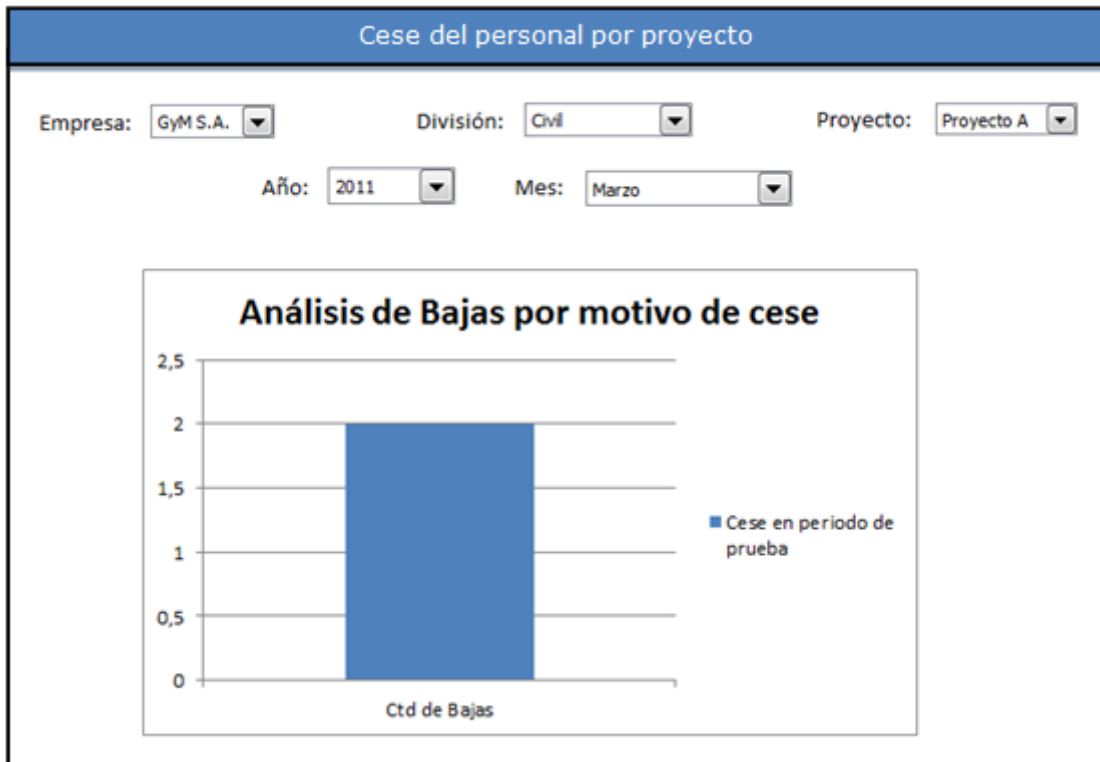 Cese del personal por proyecto
Empresa: GyM S.A. División: Civil Proyecto: Proyecto A
Año: 2011 Mes: Marzo
Análisis de Bajas por motivo de cese
2,5
2
1,5
1
0,5
0
Ctd de Bajas
Cese en periodo de
prueba